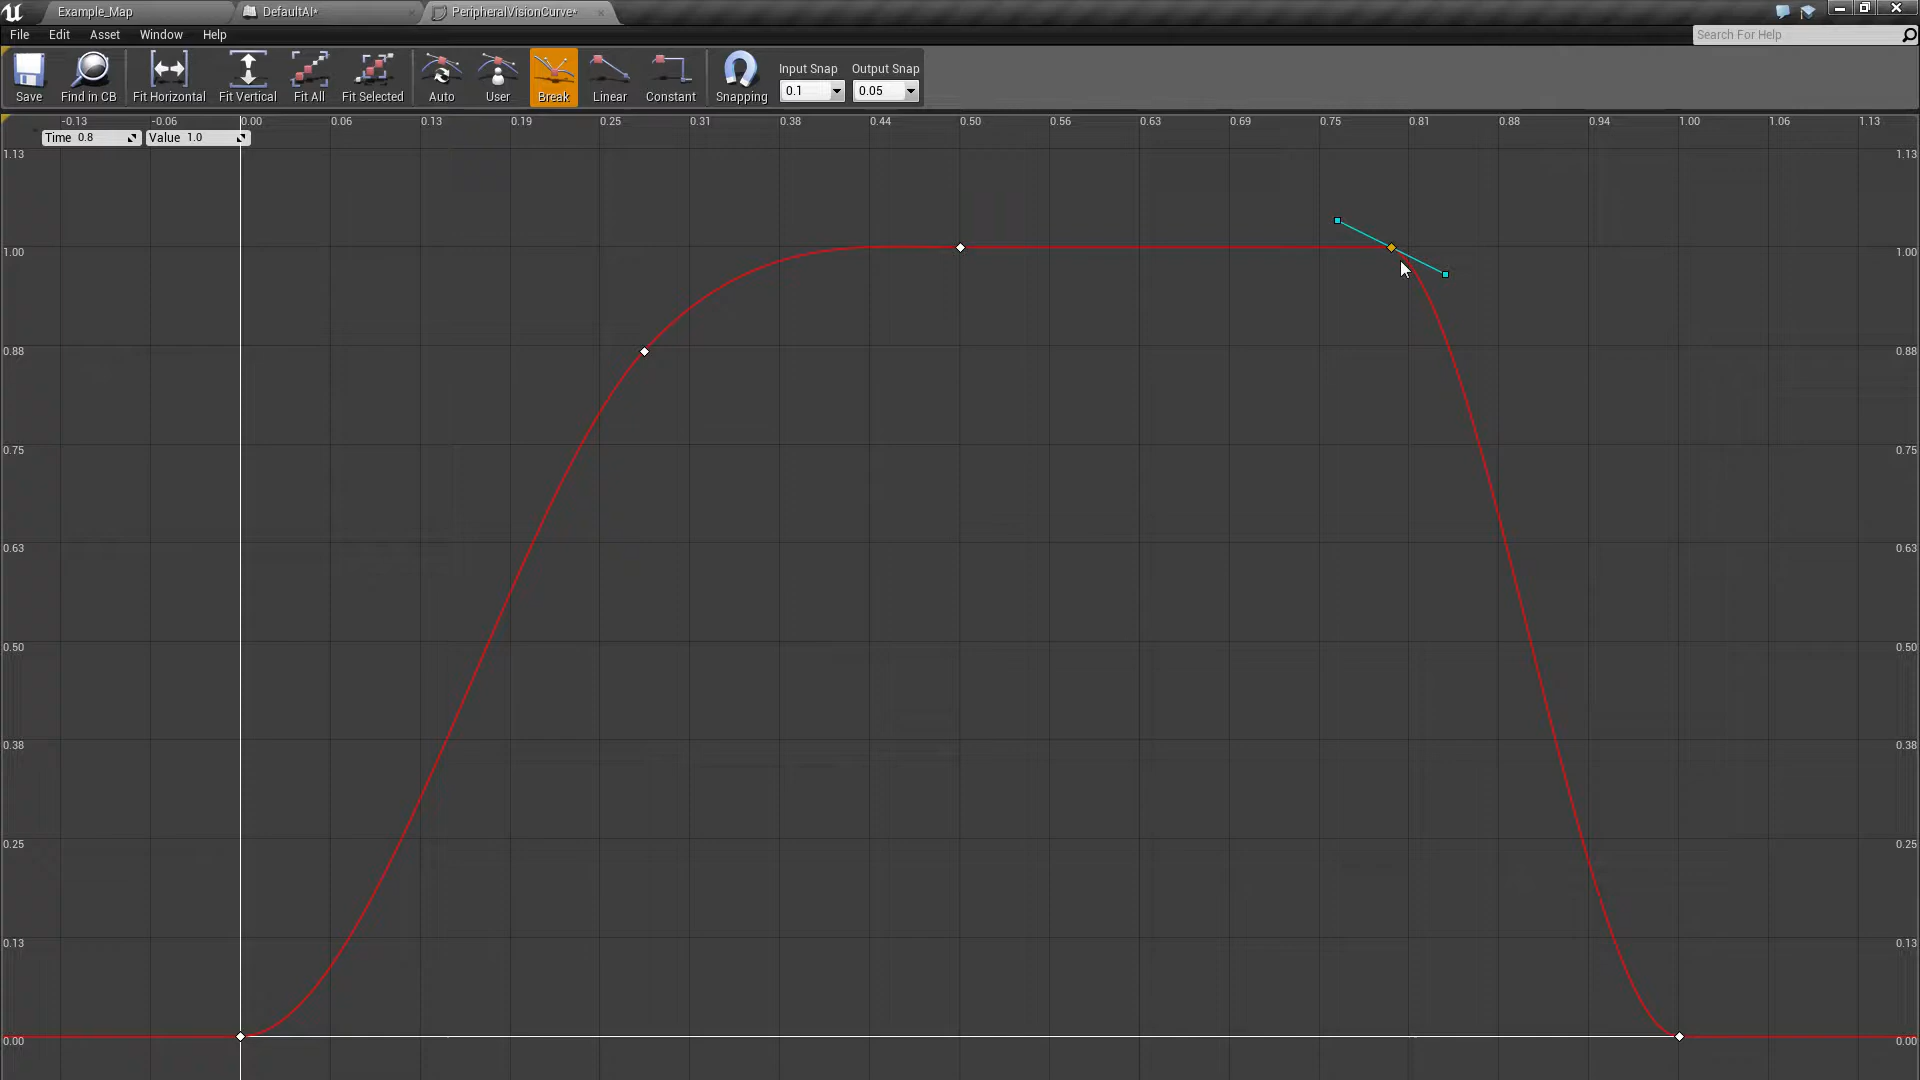 Example_Map DefaultAI* PeripheralVisionCurve*
File Edit Asset Window Help Search For Help
Save Find in CB Fit Horizontal Fit Vertical Fit All Fit Selected Auto User Break Linear Constant Snapping
Input Snap Output Snap
0.1 0.05
-0.13 -0.06 0.00 0.06 0.13 0.19 0.25 0.31 0.38 0.44 0.50 0.56 0.63 0.69 0.75 0.81 0.88 0.94 1.00 1.06 1.13
Time 0.8 Value 1.0
1.13 1.13
1.00 1.00
0.88 0.88
0.75 0.75
0.63 0.63
0.50 0.50
0.38 0.38
0.25 0.25
0.13 0.13
0.00 0.00